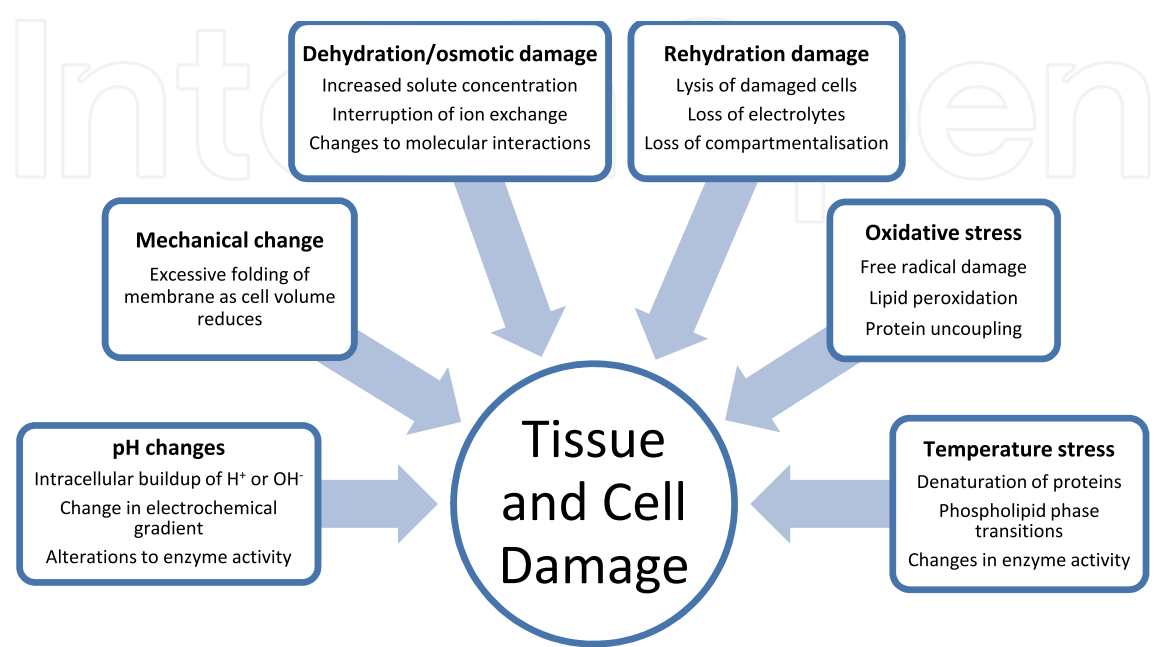 Dehydration/osmotic damage
Increased solute concentration
Interruption of ion exchange
Changes to molecular interactions
Rehydration damage
Lysis of damaged cells
Loss of electrolytes
Loss of compartmentalisation
Mechanical change
Excessive folding of
membrane as cell volume
reduces
Oxidative stress
Free radical damage
Lipid peroxidation
Protein uncoupling
pH changes
Intracellular buildup of H⁺ or OH⁻
Change in electrochemical
gradient
Alterations to enzyme activity
Tissue
and Cell
Damage
Temperature stress
Denaturation of proteins
Phospholipid phase
transitions
Changes in enzyme activity